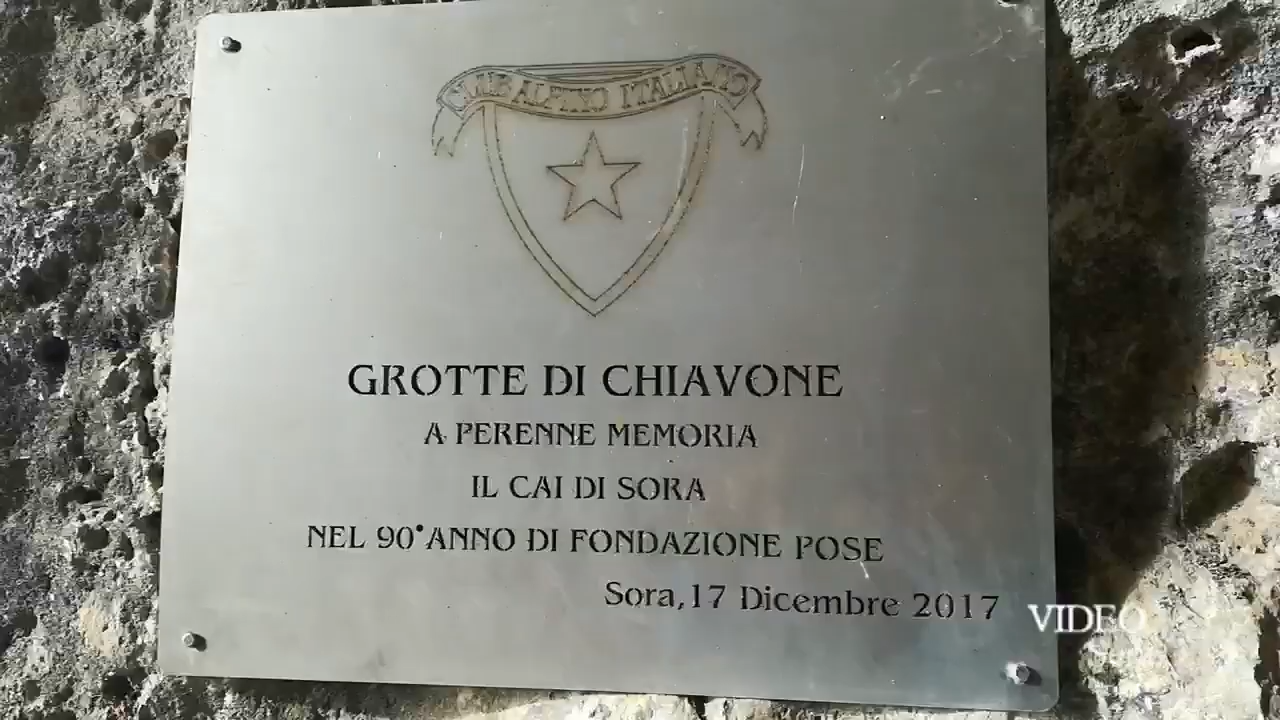 CLUB ALPINO ITALIANO
GROTTE DI CHIAVONE
A PERENNE MEMORIA
IL CAI DI SORA
NEL 90°ANNO DI FONDAZIONE POSE
Sora,17 Dicembre 2017
VIDEO